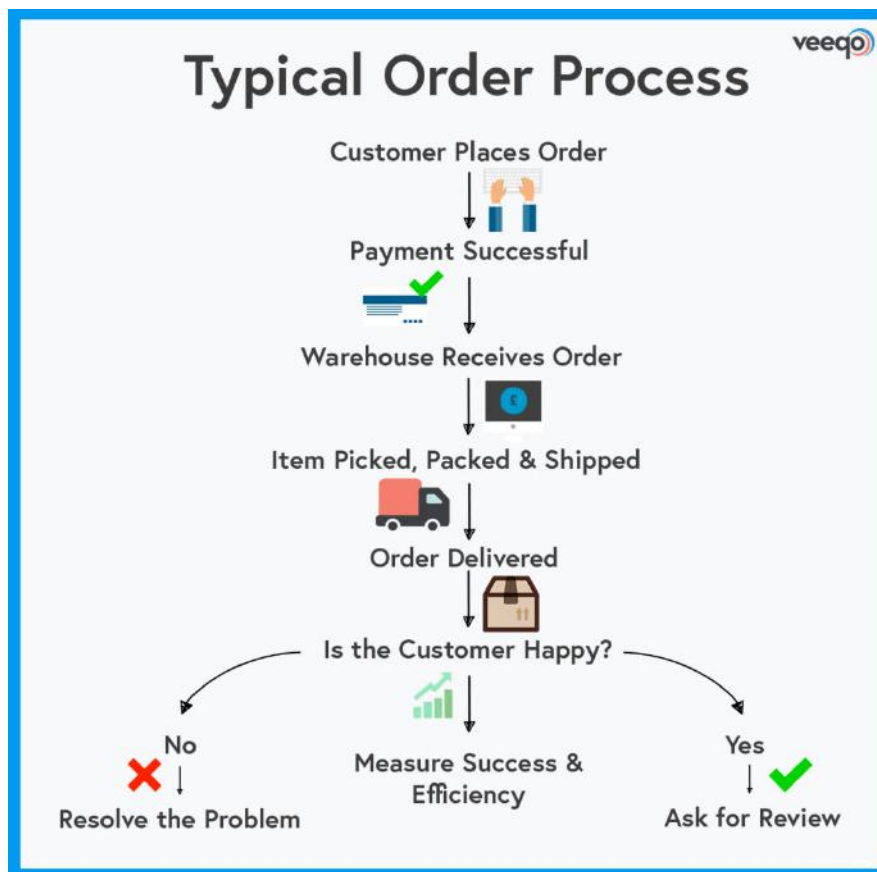 veeqo
Typical Order Process
Customer Places Order
Payment Successful
Warehouse Receives Order
£
Item Picked, Packed & Shipped
Order Delivered
Is the Customer Happy?
No
Resolve the Problem
Measure Success &
Efficiency
Yes
Ask for Review